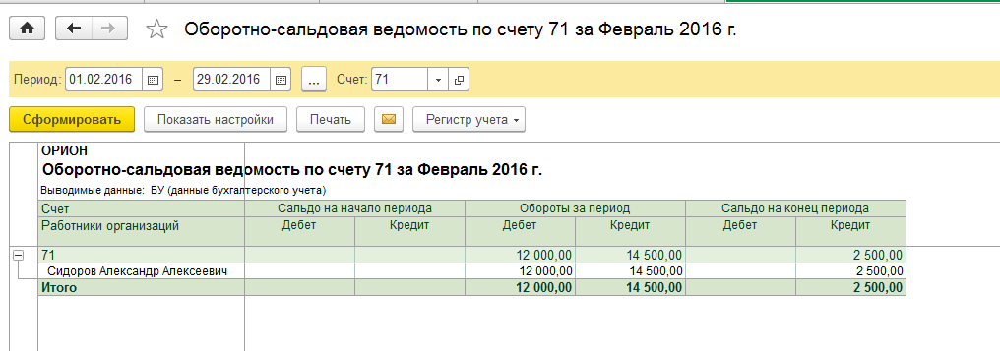 Оборотно-сальдовая ведомость по счету 71 за Февраль 2016 г.
Период: 01.02.2016 – 29.02.2016 ... Счет: 71
Сформировать Показать настройки Печать Регистр учета
ОРИОН
Оборотно-сальдовая ведомость по счету 71 за Февраль 2016 г.
Выводимые данные: БУ (данные бухгалтерского учета)
Счет Сальдо на начало периода Обороты за период Сальдо на конец периода
Работники организаций Дебет Кредит Дебет Кредит Дебет Кредит
71 12 000,00 14 500,00 2 500,00
Сидоров Александр Алексеевич 12 000,00 14 500,00 2 500,00
Итого 12 000,00 14 500,00 2 500,00